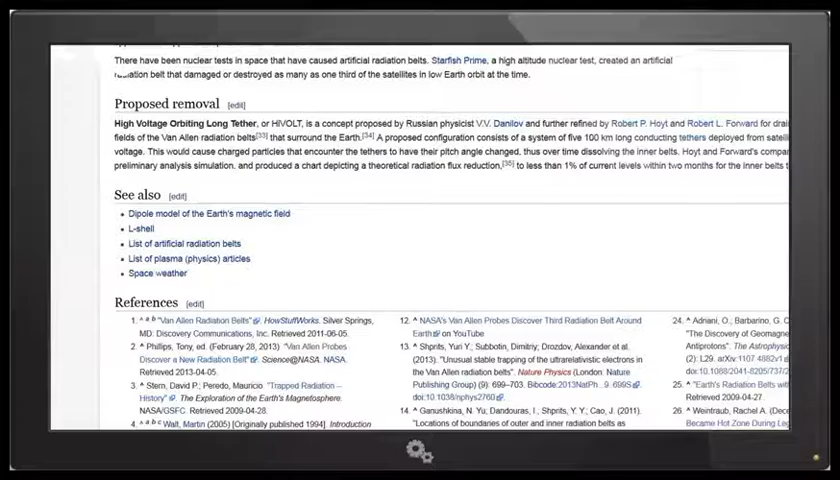 There have been nuclear tests in space that have caused artificial radiation belts. Starfish Prime, a high altitude nuclear test, created an artificial
radiation belt that damaged or destroyed as many as one third of the satellites in low Earth orbit at the time.
Proposed removal [edit]
High Voltage Orbiting Long Tether, or HiVOLT, is a concept proposed by Russian physicist V.V. Danilov and further refined by Robert P. Hoyt and Robert L. Forward for drai
fields of the Van Allen radiation belts[33] that surround the Earth.[34] A proposed configuration consists of a system of five 100 km long conducting tethers deployed from satelli
voltage. This would cause charged particles that encounter the tethers to have their pitch angle changed, thus over time dissolving the inner belts. Hoyt and Forward's compan
preliminary analysis simulation, and produced a chart depicting a theoretical radiation flux reduction,[35] to less than 1% of current levels within two months for the inner belts t
See also [edit]
• Dipole model of the Earth's magnetic field
• L-shell
• List of artificial radiation belts
• List of plasma (physics) articles
• Space weather
References [edit]
1. ^ a b "Van Allen Radiation Belts". HowStuffWorks. Silver Springs,
MD: Discovery Communications, Inc. Retrieved 2011-06-05.
2. ^ Phillips, Tony, ed. (February 28, 2013). "Van Allen Probes
Discover a New Radiation Belt". Science@NASA. NASA.
Retrieved 2013-04-05.
3. ^ Stern, David P.; Peredo, Mauricio. "Trapped Radiation –
History". The Exploration of the Earth's Magnetosphere.
NASA/GSFC. Retrieved 2009-04-28.
4. ^ a b c Walt, Martin (2005) [Originally published 1994]. Introduction
12. ^ NASA's Van Allen Probes Discover Third Radiation Belt Around
Earth on YouTube
13. ^ Shprits, Yuri Y.; Subbotin, Dimitriy; Drozdov, Alexander et al.
(2013). "Unusual stable trapping of the ultrarelativistic electrons in
the Van Allen radiation belts". Nature Physics (London: Nature
Publishing Group) (9): 699–703. Bibcode:2013NatPh...9..699S.
doi:10.1038/nphys2760.
14. ^ Ganushkina, N. Yu; Dandouras, I.; Shprits, Y. Y.; Cao, J. (2011).
"Locations of boundaries of outer and inner radiation belts as
24. ^ Adriani, O.; Barbarino, G. C
"The Discovery of Geomagne
Antiprotons". The Astrophysic
(2): L29. arXiv:1107.4882v1
doi:10.1088/2041-8205/737/2
25. ^ "Earth's Radiation Belts with
Retrieved 2009-04-27.
26. ^ Weintraub, Rachel A. (Dece
Became Hot Zone During Leg